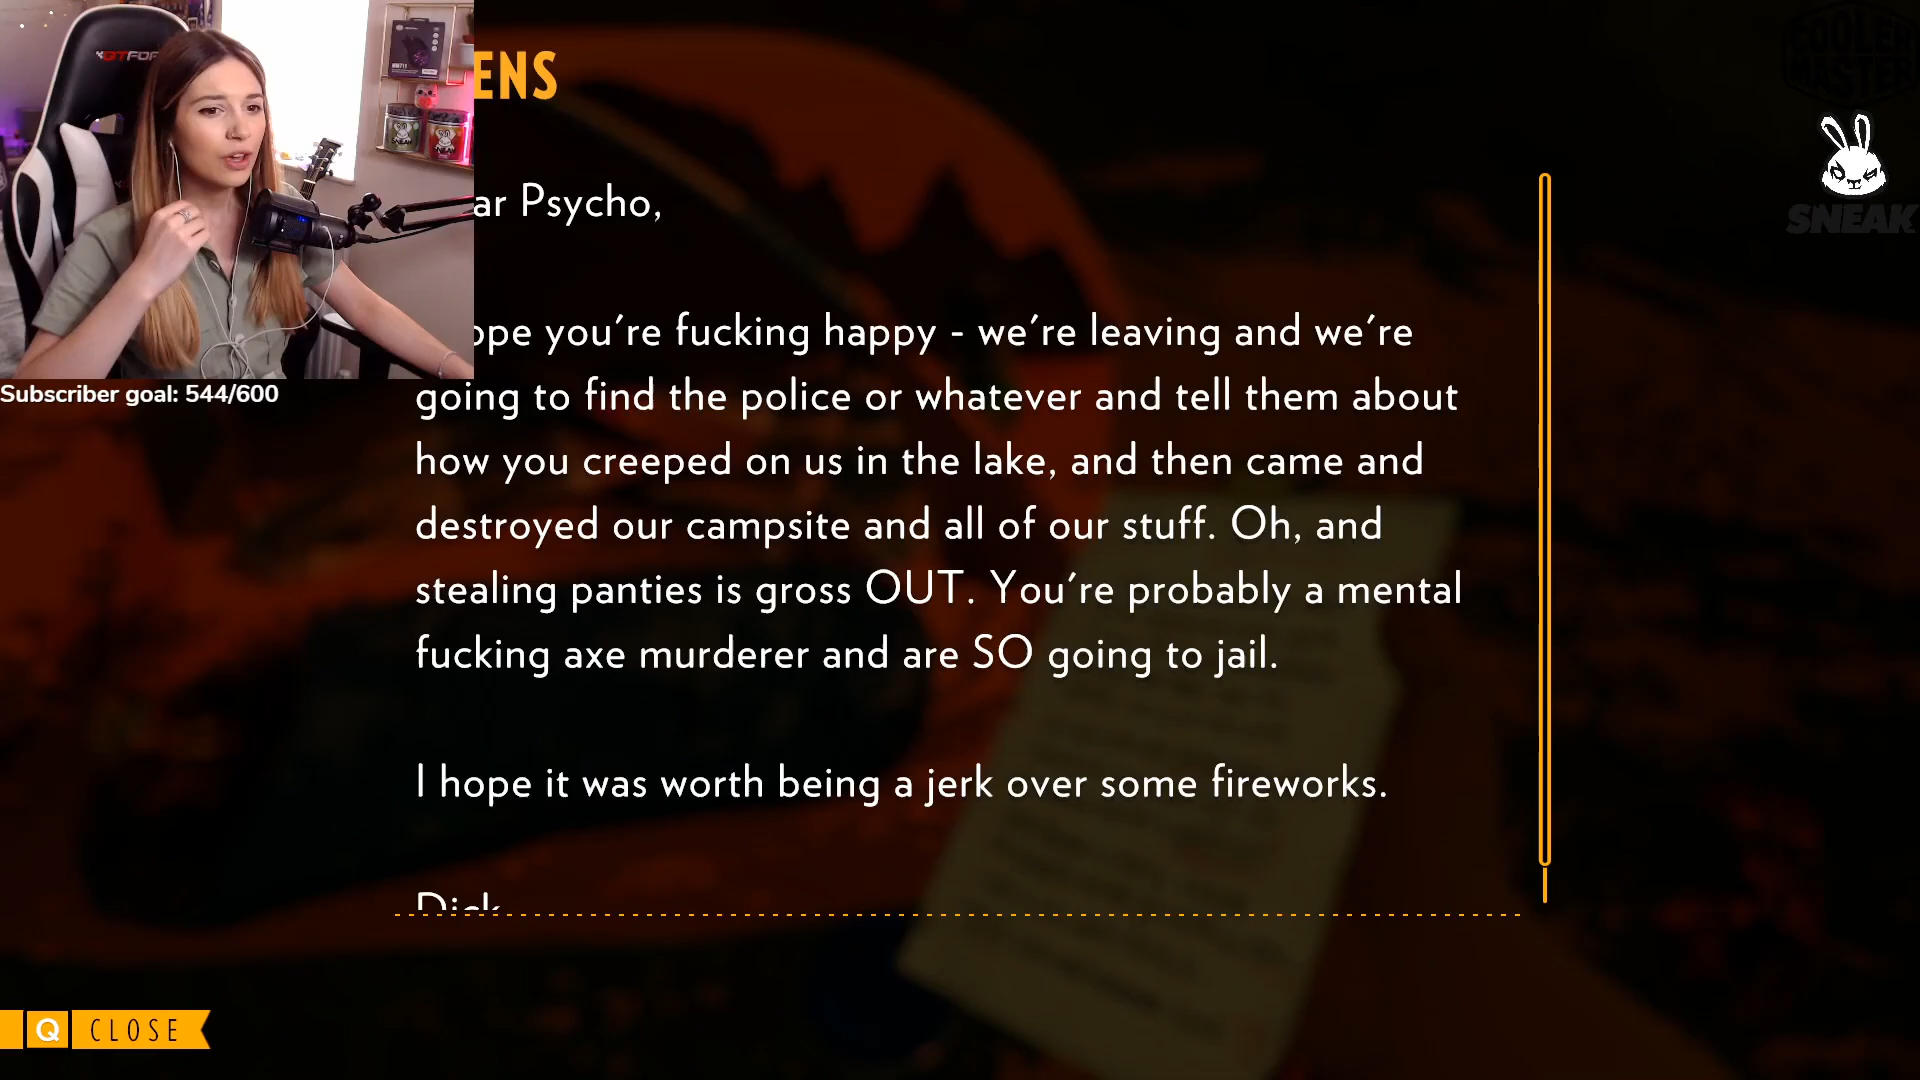 COOLER
MASTER
ENS
SNEAK
ar Psycho,
ope you're fucking happy - we're leaving and we're
Subscriber goal: 544/600
going to find the police or whatever and tell them about
how you creeped on us in the lake, and then came and
destroyed our campsite and all of our stuff. Oh, and
stealing panties is gross OUT. You're probably a mental
fucking axe murderer and are SO going to jail.
I hope it was worth being a jerk over some fireworks.
Dick
Q CLOSE